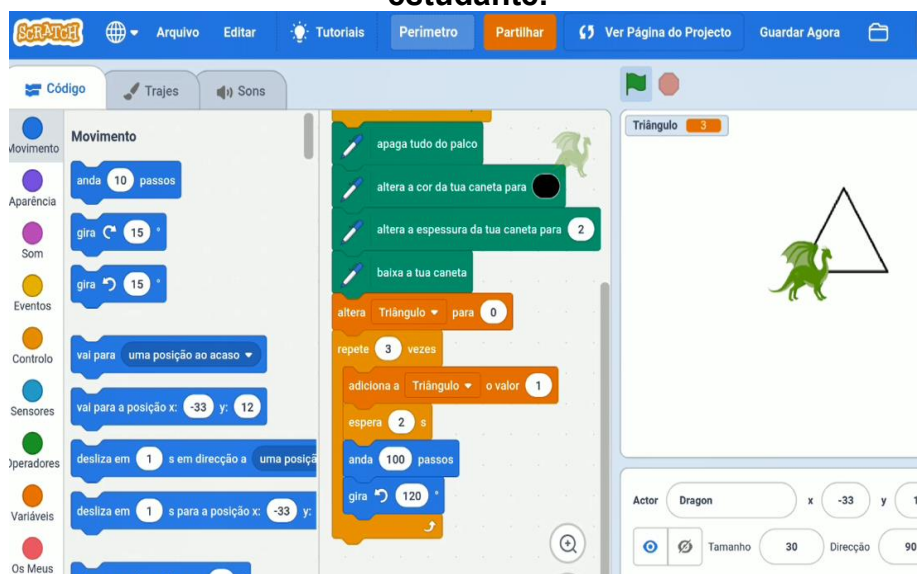 estudante.
SCRATCH Arquivo Editar Tutoriais Perimetro Partilhar Ver Página do Projecto Guardar Agora
Código Trajes Sons
Movimento
Aparência
Som
Eventos
Controlo
Sensores
Operadores
Variáveis
Os Meus
Movimento
anda 10 passos
gira 15 °
gira 15 °
vai para uma posição ao acaso
vai para a posição x: -33 y: 12
desliza em 1 s em direcção a uma posiçã
desliza em 1 s para a posição x: -33 y:
apaga tudo do palco
altera a cor da tua caneta para
altera a espessura da tua caneta para 2
baixa a tua caneta
altera Triângulo para 0
repete 3 vezes
adiciona a Triângulo o valor 1
espera 2 s
anda 100 passos
gira 120 °
Triângulo 3
Actor Dragon x -33 y 1
Tamanho 30 Direcção 90